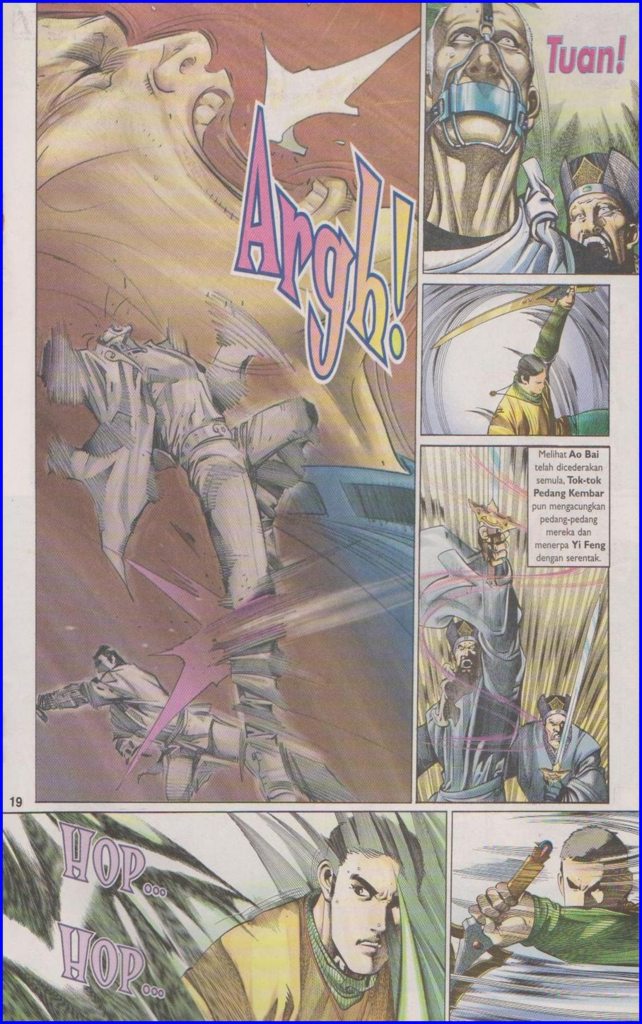 Argh!
Tuan!
Melihat Ao Bai
telah dicederakan
semula, Tok-tok
Pedang Kembar
pun mengacungkan
pedang-pedang
mereka dan
menerpa Yi Feng
dengan serentak.
19
HOP...
HOP...